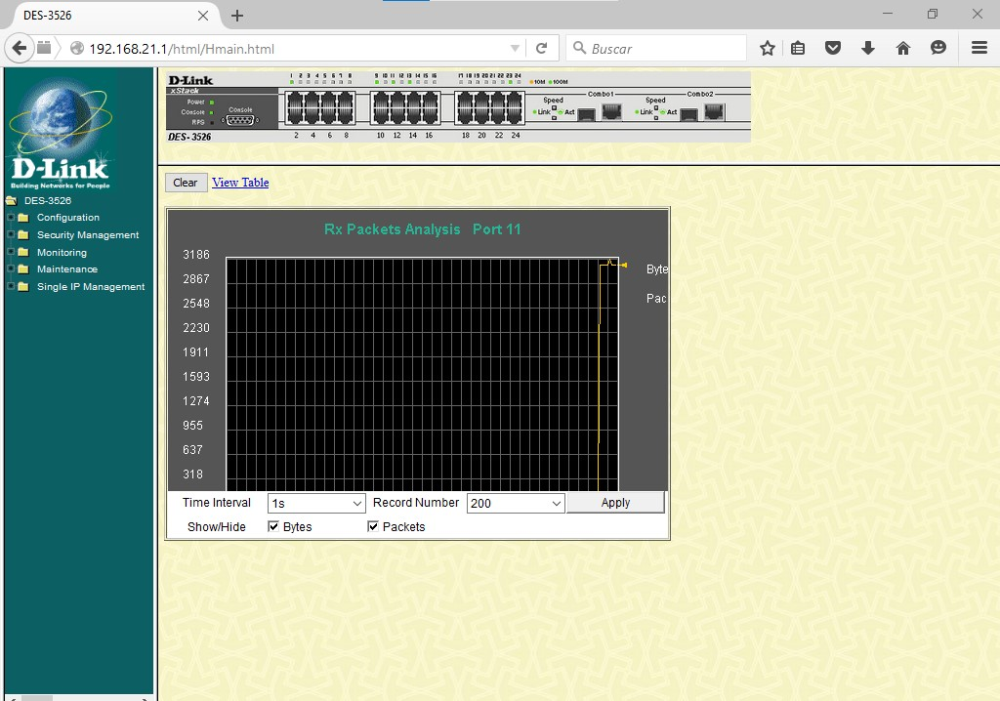 DES-3526
192.168.21.1/html/Hmain.html
Buscar
D-Link
Building Networks for People
DES-3526
Configuration
Security Management
Monitoring
Maintenance
Single IP Management
D-Link
xStack
Power
Console
RPS
Console
DES-3526
1 2 3 4 5 6 7 8
9 10 11 12 13 14 15 16
17 18 19 20 21 22 23 24
10M 100M
2 4 6 8
10 12 14 16
18 20 22 24
Speed
Link Act
Combo1
Speed
Link Act
Combo2
Clear View Table
Rx Packets Analysis Port 11
3186
2867
2548
2230
1911
1593
1274
955
637
318
Byte
Pac
Time Interval 1s Record Number 200 Apply
Show/Hide Bytes Packets